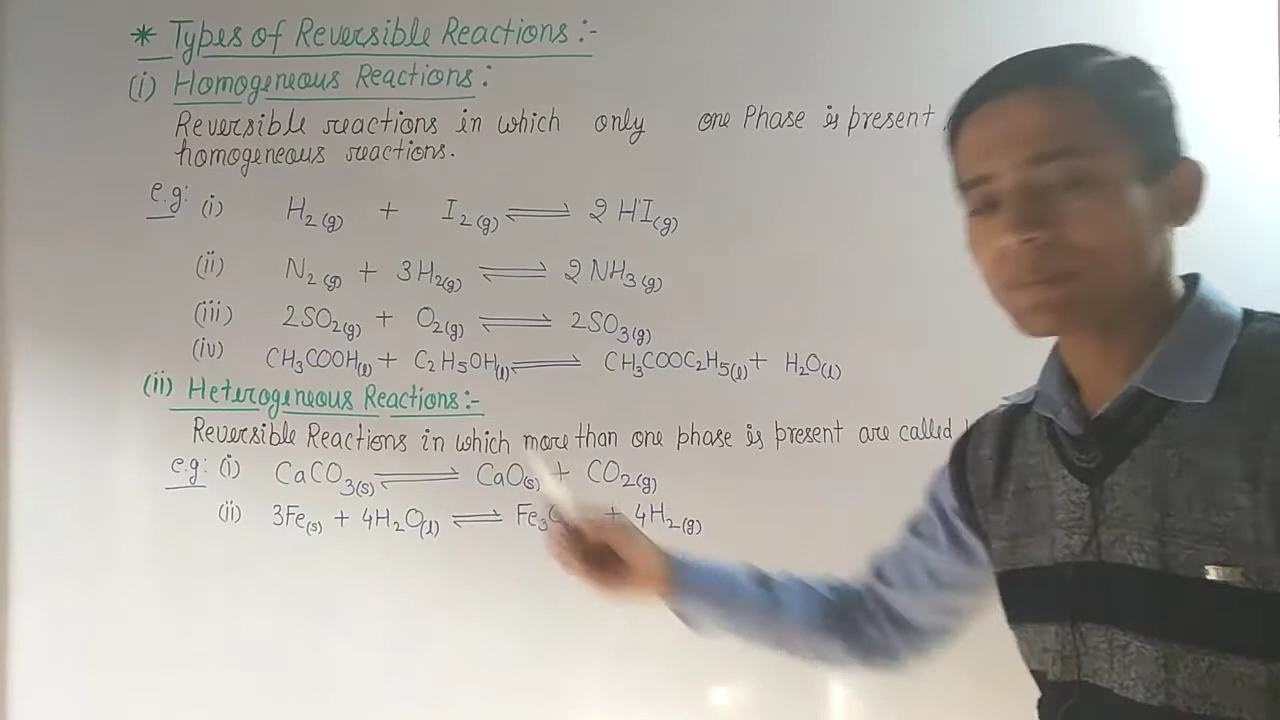 * Types of Reversible Reactions :-
(i) Homogeneous Reactions :
Reversible reactions in which only one Phase is present
homogeneous reactions.
e.g: (i) H₂(g) + I₂(g) ⇌ 2HI(g)
(ii) N₂(g) + 3H₂(g) ⇌ 2NH₃(g)
(iii) 2SO₂(g) + O₂(g) ⇌ 2SO₃(g)
(iv) CH₃COOH(l) + C₂H₅OH(l) ⇌ CH₃COOC₂H₅(l) + H₂O(l)
(ii) Heterogeneous Reactions :-
Reversible Reactions in which more than one phase is present are called
e.g: (i) CaCO₃(s) ⇌ CaO(s) + CO₂(g)
(ii) 3Fe(s) + 4H₂O(l) ⇌ Fe₃ + 4H₂(g)